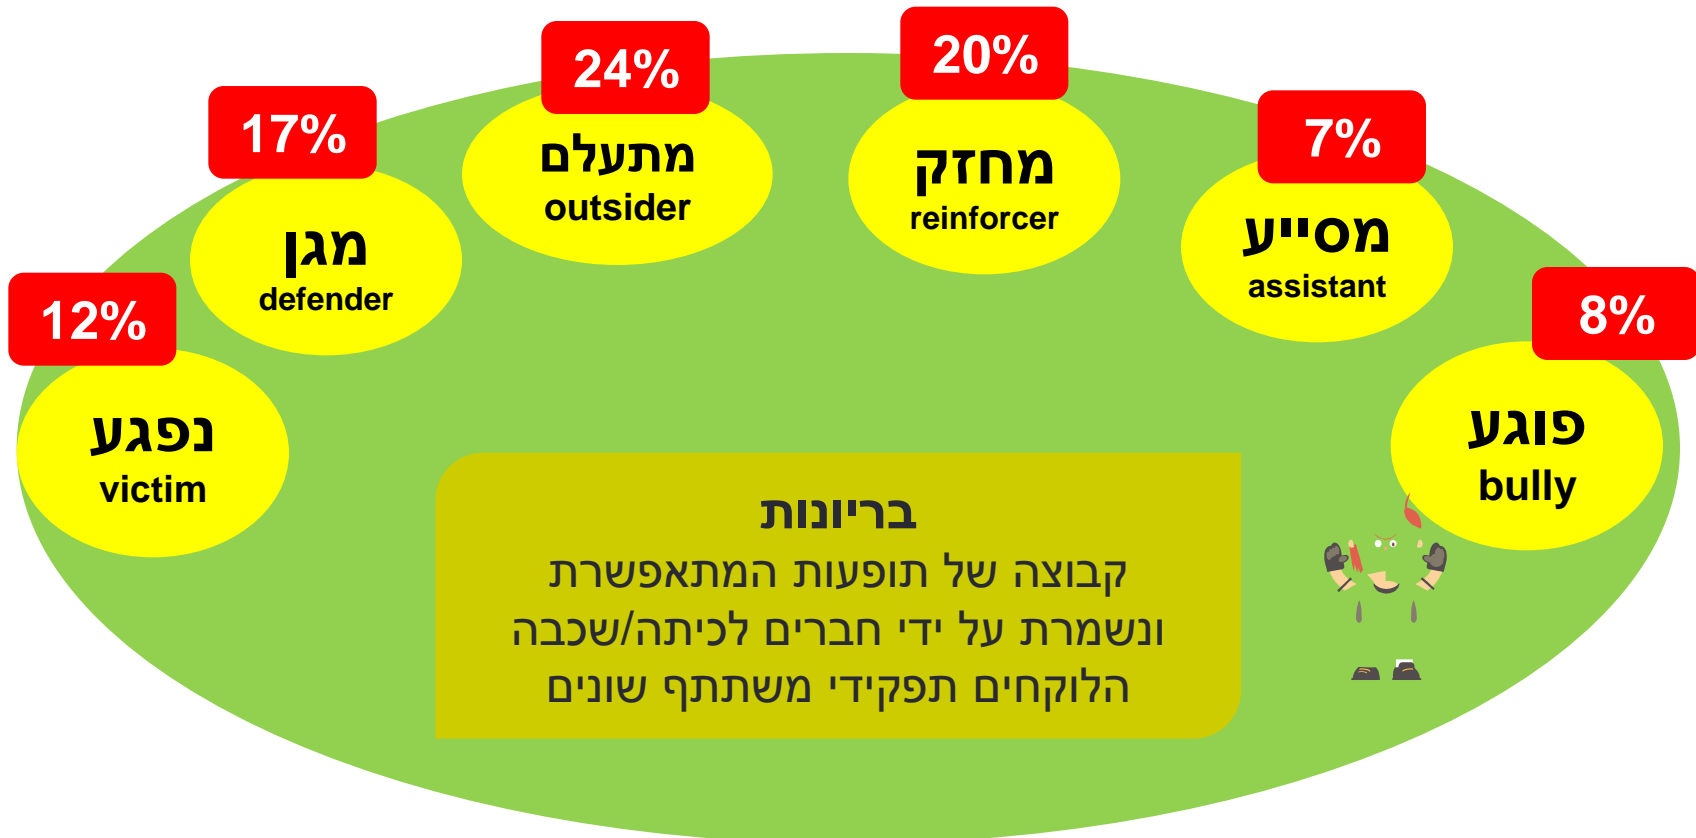 20%
24%
17%
7%
12%
8%
מחזק
reinforcer
מתעלם
outsider
מגן
defender
מסייע
assistant
נפגע
victim
פוגע
bully
בריונות
קבוצה של תופעות המתאפשרת
ונשמרת על ידי חברים לכיתה/שכבה
הלוקחים תפקידי משתתף שונים